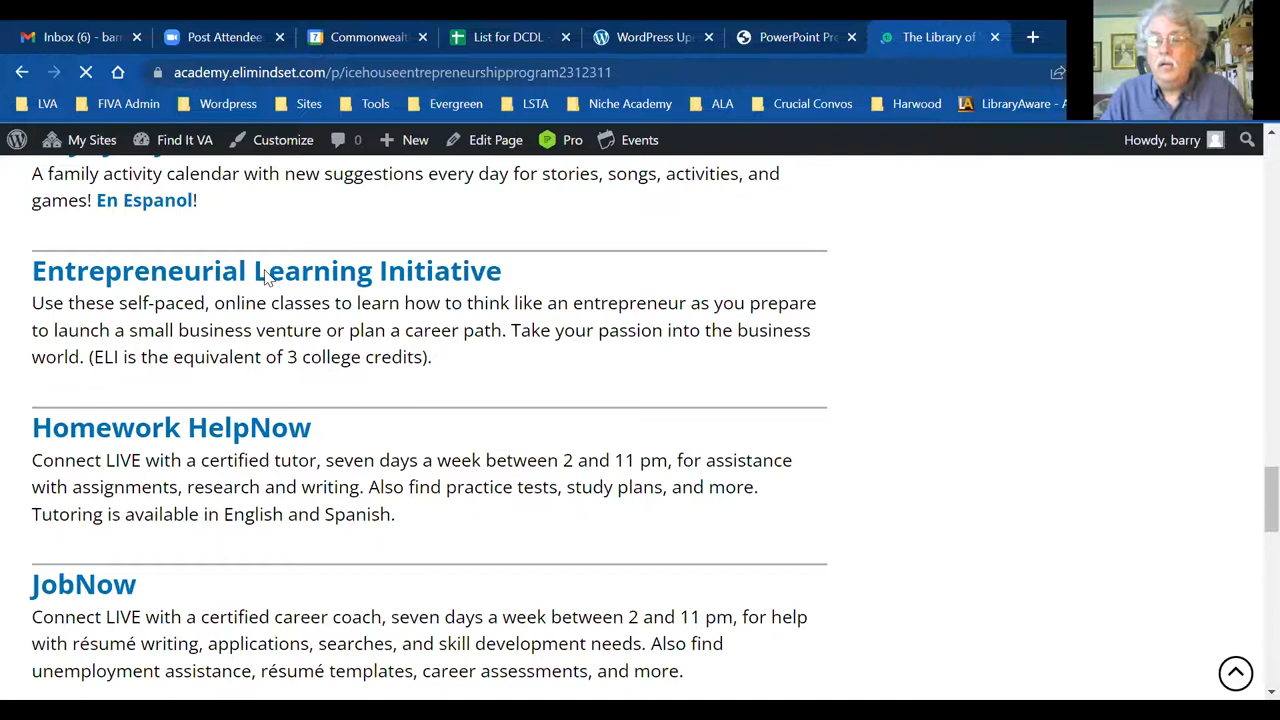 Inbox (6) - bar
Post Attendee
Commonwealt
List for DCDL -
WordPress Up
PowerPoint Pr
The Library of
academy.elimindset.com/p/icehouseentrepreneurshipprogram2312311
LVA
FIVA Admin
Wordpress
Sites
Tools
Evergreen
LSTA
Niche Academy
ALA
Crucial Convos
Harwood
LibraryAware - A
My Sites
Find It VA
Customize
0
New
Edit Page
Pro
Events
Howdy, barry
A family activity calendar with new suggestions every day for stories, songs, activities, and
games! En Espanol!
Entrepreneurial Learning Initiative
Use these self-paced, online classes to learn how to think like an entrepreneur as you prepare
to launch a small business venture or plan a career path. Take your passion into the business
world. (ELI is the equivalent of 3 college credits).
Homework HelpNow
Connect LIVE with a certified tutor, seven days a week between 2 and 11 pm, for assistance
with assignments, research and writing. Also find practice tests, study plans, and more.
Tutoring is available in English and Spanish.
JobNow
Connect LIVE with a certified career coach, seven days a week between 2 and 11 pm, for help
with résumé writing, applications, searches, and skill development needs. Also find
unemployment assistance, résumé templates, career assessments, and more.